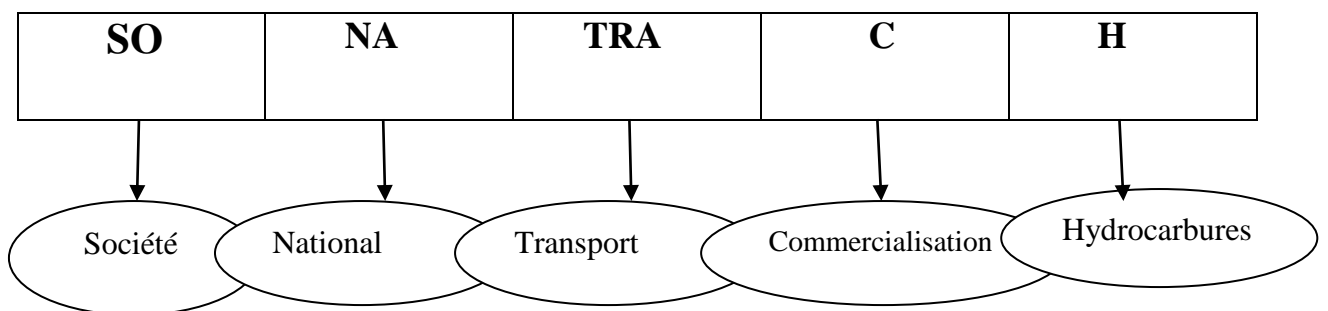 SO NA TRA C H
Société National Transport Commercialisation Hydrocarbures